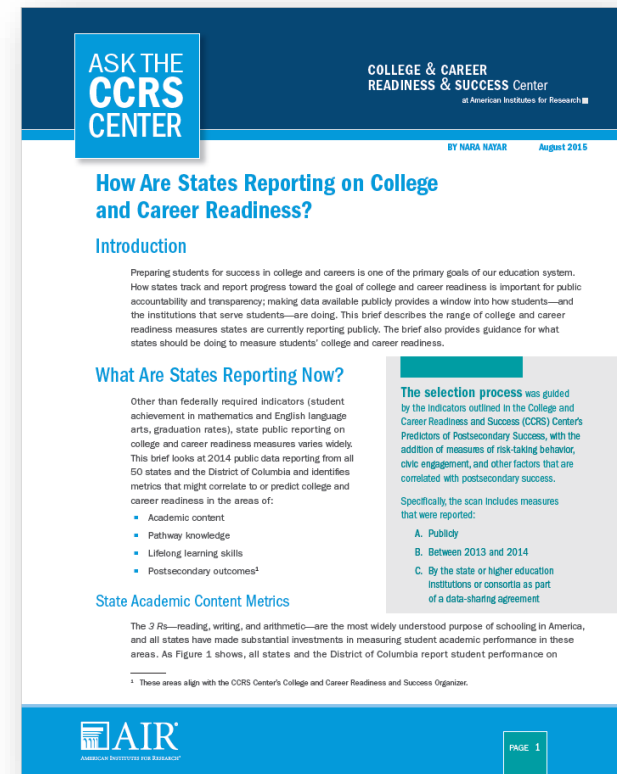 ASK THE
CCRS
CENTER
COLLEGE & CAREER
READINESS & SUCCESS Center
at American Institutes for Research
BY NARA NAYAR August 2015
How Are States Reporting on College
and Career Readiness?
Introduction
Preparing students for success in college and careers is one of the primary goals of our education system.
How states track and report progress toward the goal of college and career readiness is important for public
accountability and transparency; making data available publicly provides a window into how students—and
the institutions that serve students—are doing. This brief describes the range of college and career
readiness measures states are currently reporting publicly. The brief also provides guidance for what
states should be doing to measure students’ college and career readiness.
What Are States Reporting Now?
Other than federally required indicators (student
achievement in mathematics and English language
arts, graduation rates), state public reporting on
college and career readiness measures varies widely.
This brief looks at 2014 public data reporting from all
50 states and the District of Columbia and identifies
metrics that might correlate to or predict college and
career readiness in the areas of:
▪ Academic content
▪ Pathway knowledge
▪ Lifelong learning skills
▪ Postsecondary outcomes¹
The selection process was guided
by the indicators outlined in the College and
Career Readiness and Success (CCRS) Center’s
Predictors of Postsecondary Success, with the
addition of measures of risk-taking behavior,
civic engagement, and other factors that are
correlated with postsecondary success.
Specifically, the scan includes measures
that were reported:
A. Publicly
B. Between 2013 and 2014
C. By the state or higher education
institutions or consortia as part
of a data-sharing agreement
State Academic Content Metrics
The 3 Rs—reading, writing, and arithmetic—are the most widely understood purpose of schooling in America,
and all states have made substantial investments in measuring student academic performance in these
areas. As Figure 1 shows, all states and the District of Columbia report student performance on
¹ These areas align with the CCRS Center’s College and Career Readiness and Success Organizer.
AIR®
AMERICAN INSTITUTES FOR RESEARCH®
PAGE 1